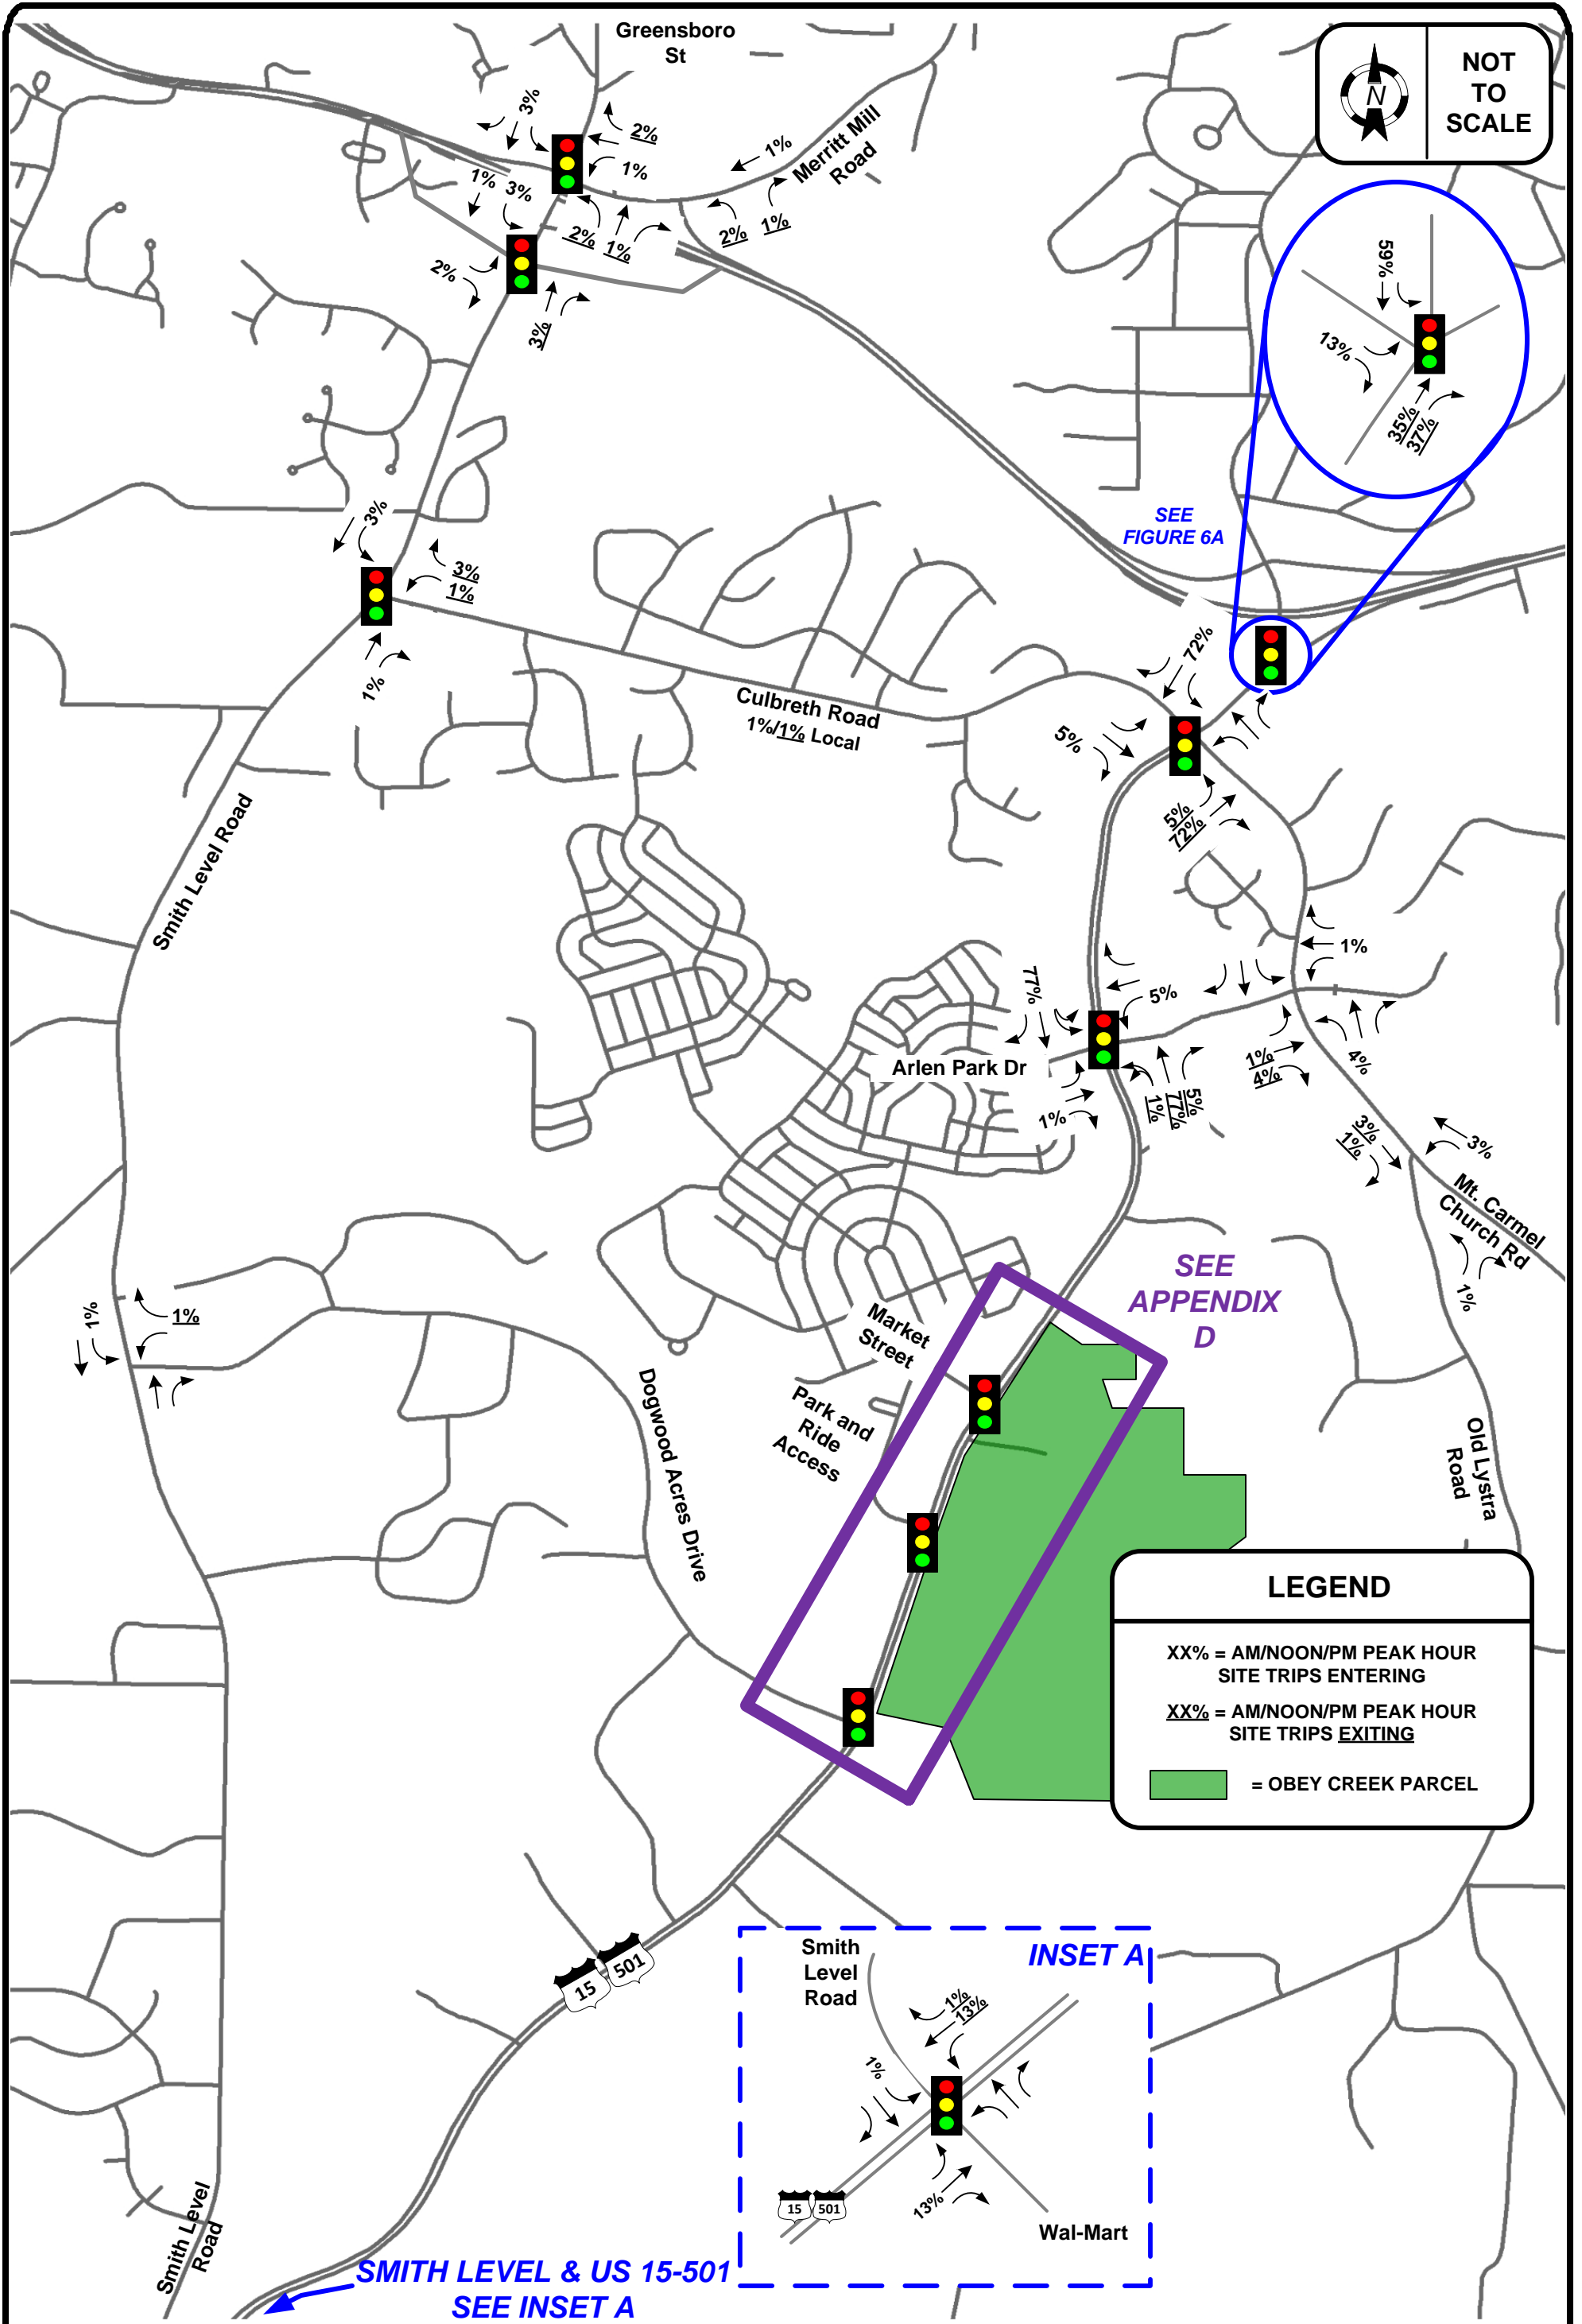 Greensboro
St
NOT
TO
SCALE
N
3%
2%
1%
1%
Merritt Mill
Road
1%
3%
2%
1%
2%
1%
2%
3%
59%
13%
35%
37%
SEE
FIGURE 6A
3%
3%
1%
1%
72%
Culbreth Road
1%/1% Local
5%
5%
72%
Smith Level Road
1%
77%
5%
Arlen Park Dr
1%
4%
4%
1%
1%
77%
5%
3%
1%
3%
Mt. Carmel
Church Rd
1%
SEE
APPENDIX
D
1%
1%
Market
Street
Dogwood Acres Drive
Park and
Ride
Access
Old Lystra
Road
LEGEND
XX% = AM/NOON/PM PEAK HOUR
SITE TRIPS ENTERING
XX% = AM/NOON/PM PEAK HOUR
SITE TRIPS EXITING
= OBEY CREEK PARCEL
15
501
INSET A
Smith
Level
Road
1%
13%
1%
13%
15
501
Wal-Mart
Smith Level
Road
SMITH LEVEL & US 15-501
SEE INSET A